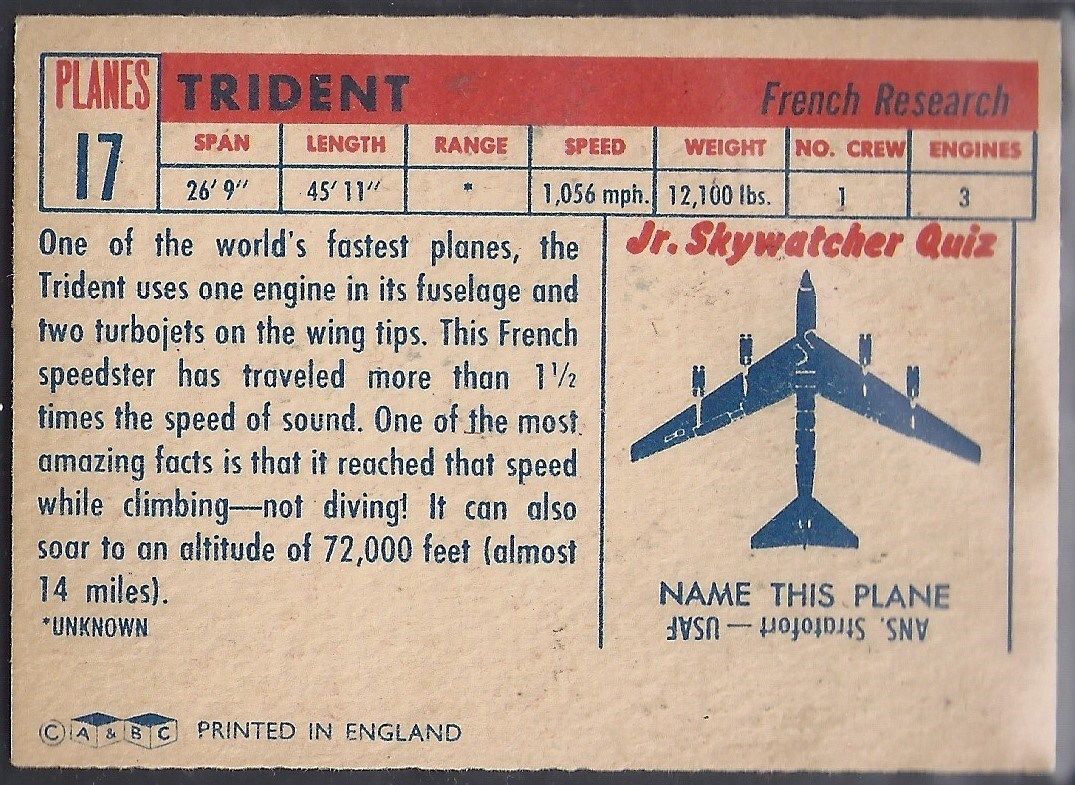 PLANES
17
TRIDENT
French Research
SPAN LENGTH RANGE SPEED WEIGHT NO. CREW ENGINES
26′ 9″ 45′ 11″ * 1,056 mph. 12,100 lbs. 1 3
One of the world's fastest planes, the
Trident uses one engine in its fuselage and
two turbojets on the wing tips. This French
speedster has traveled more than 1½
times the speed of sound. One of the most
amazing facts is that it reached that speed
while climbing—not diving! It can also
soar to an altitude of 72,000 feet (almost
14 miles).
*UNKNOWN
Jr. Skywatcher Quiz
NAME THIS PLANE
ANS. Stratofort — USAF
© A & B C PRINTED IN ENGLAND